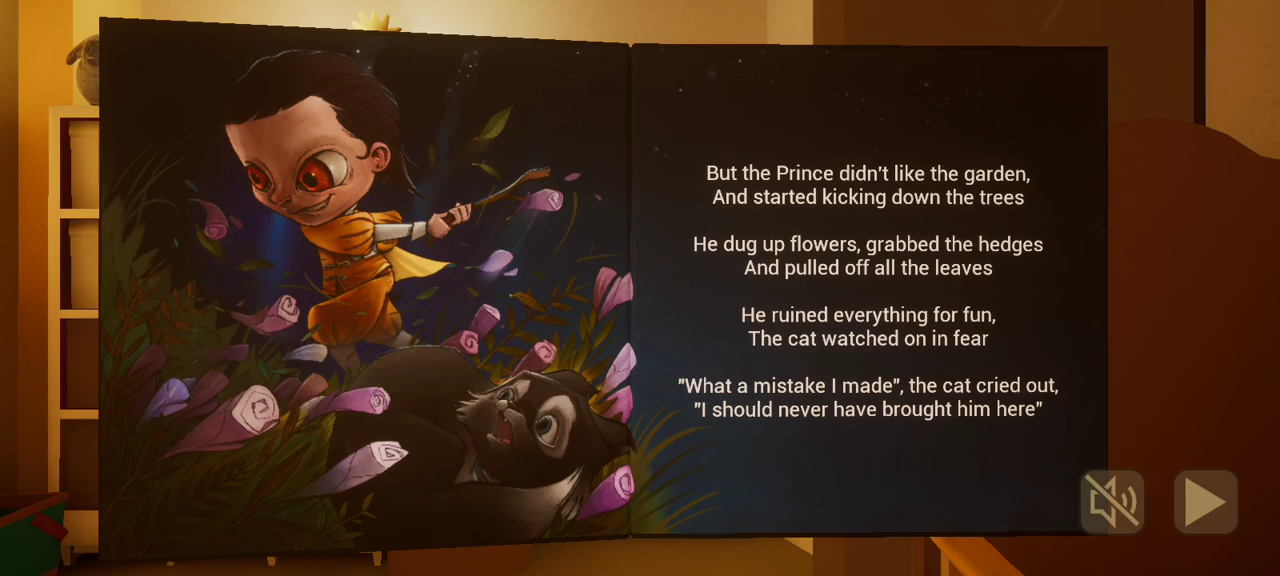 But the Prince didn't like the garden,
And started kicking down the trees
He dug up flowers, grabbed the hedges
And pulled off all the leaves
He ruined everything for fun,
The cat watched on in fear
"What a mistake I made", the cat cried out,
"I should never have brought him here"